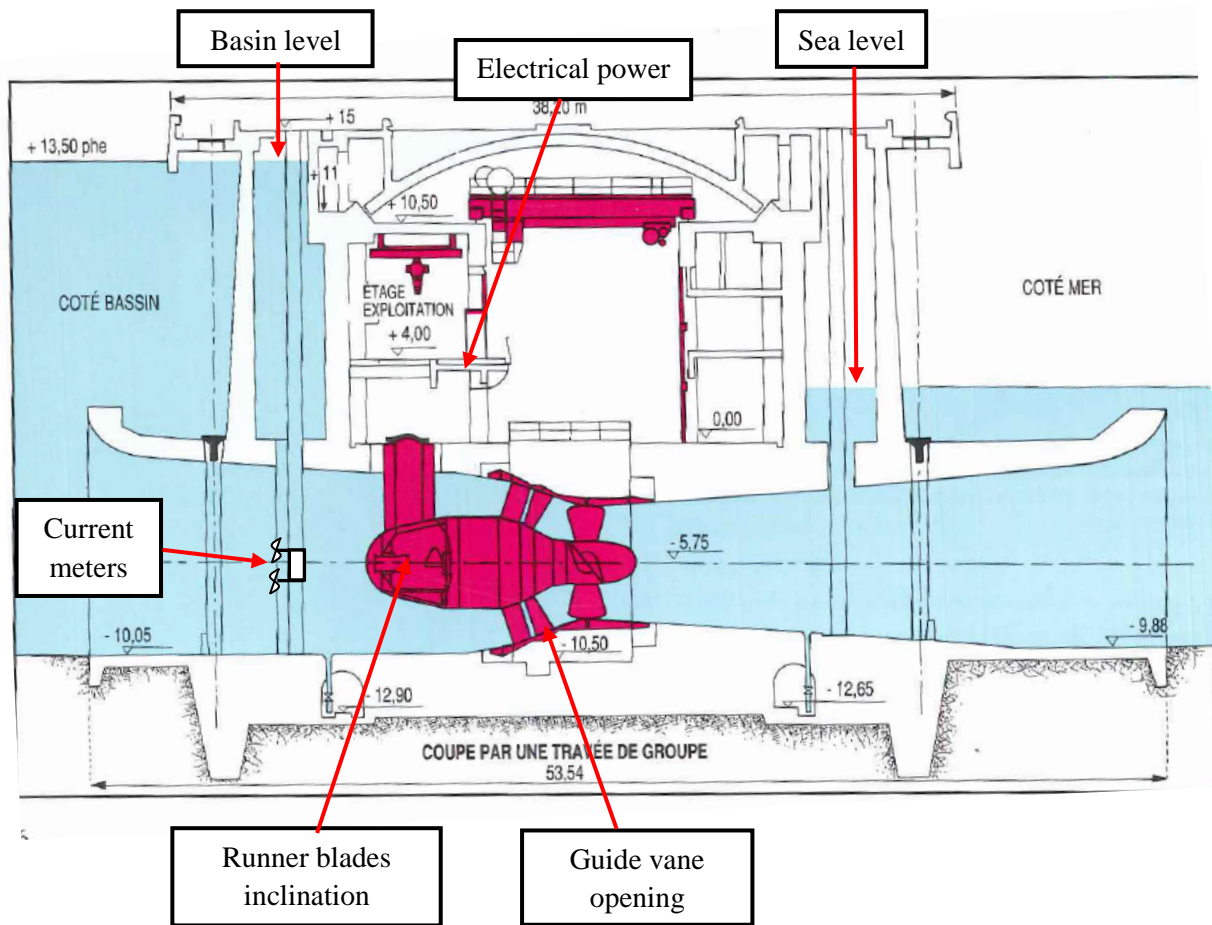 Basin level
Sea level
Electrical power
38,20 m
+ 15
+ 13,50 phe
+ 11
+ 10,50
COTÉ BASSIN
ÉTAGE
EXPLOITATION
COTÉ MER
+ 4,00
0,00
Current
meters
- 5,75
- 10,05
- 10,50
- 9,88
- 12,90
- 12,65
COUPE PAR UNE TRAVÉE DE GROUPE
53,54
Runner blades
inclination
Guide vane
opening